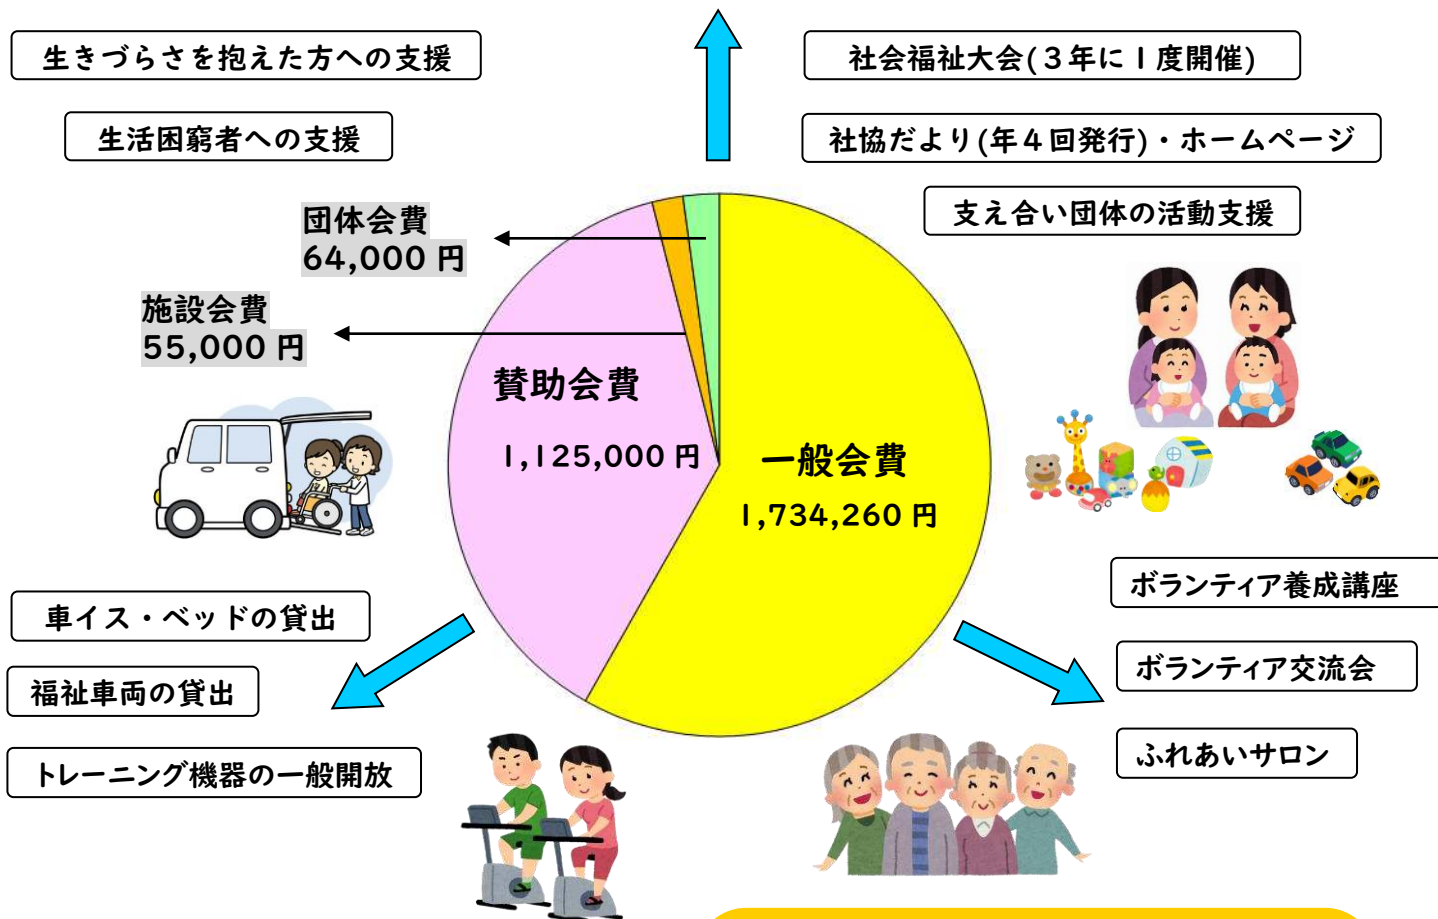 生きづらさを抱えた方への支援
社会福祉大会(３年に１度開催)
生活困窮者への支援
社協だより(年４回発行)・ホームページ
支え合い団体の活動支援
団体会費
64,000 円
施設会費
55,000 円
賛助会費
1,125,000 円
一般会費
1,734,260 円
車イス・ベッドの貸出
福祉車両の貸出
トレーニング機器の一般開放
ボランティア養成講座
ボランティア交流会
ふれあいサロン